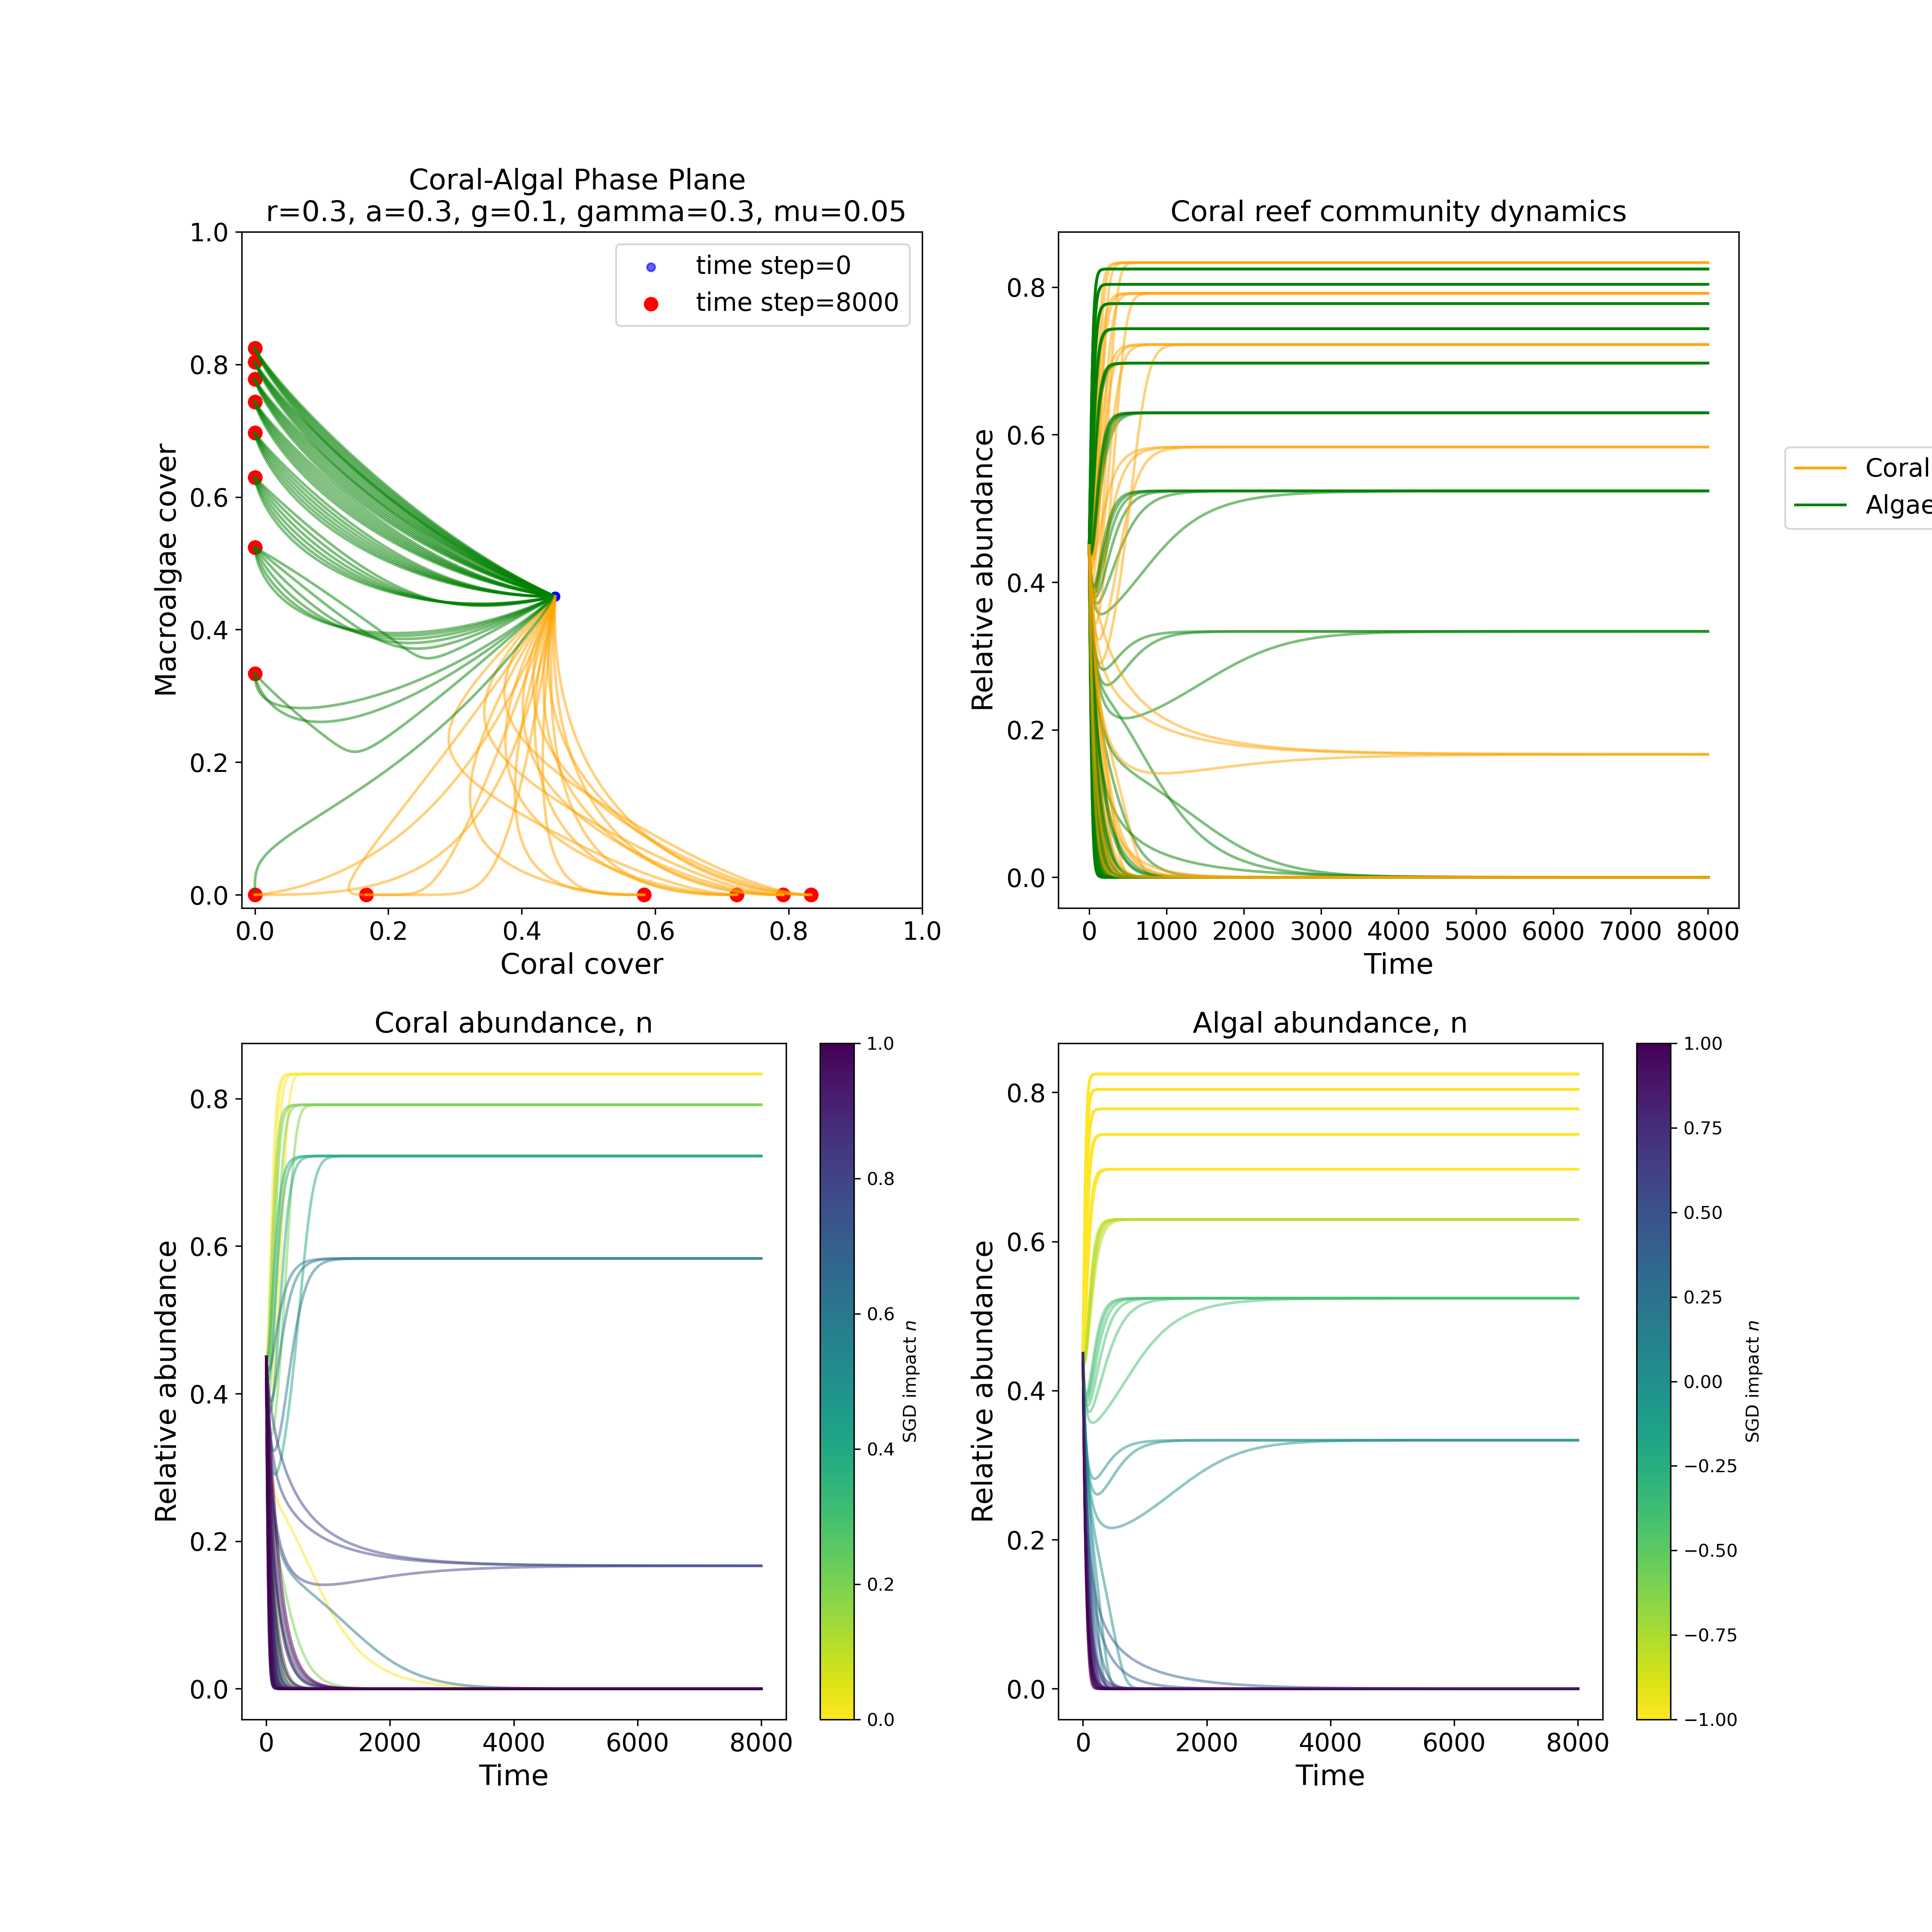 Coral-Algal Phase Plane
r=0.3, a=0.3, g=0.1, gamma=0.3, mu=0.05
1.0
0.8
0.6
0.4
0.2
0.0
Macroalgae cover
time step=0
time step=8000
0.0 0.2 0.4 0.6 0.8 1.0
Coral cover
Coral reef community dynamics
0.8
0.6
0.4
0.2
0.0
Relative abundance
0 1000 2000 3000 4000 5000 6000 7000 8000
Time
Coral
Algae
Coral abundance, n
0.8
0.6
0.4
0.2
0.0
Relative abundance
0 2000 4000 6000 8000
Time
1.0
0.8
0.6
0.4
0.2
0.0
SGD impact n
Algal abundance, n
0.8
0.6
0.4
0.2
0.0
Relative abundance
0 2000 4000 6000 8000
Time
1.00
0.75
0.50
0.25
0.00
−0.25
−0.50
−0.75
−1.00
SGD impact n